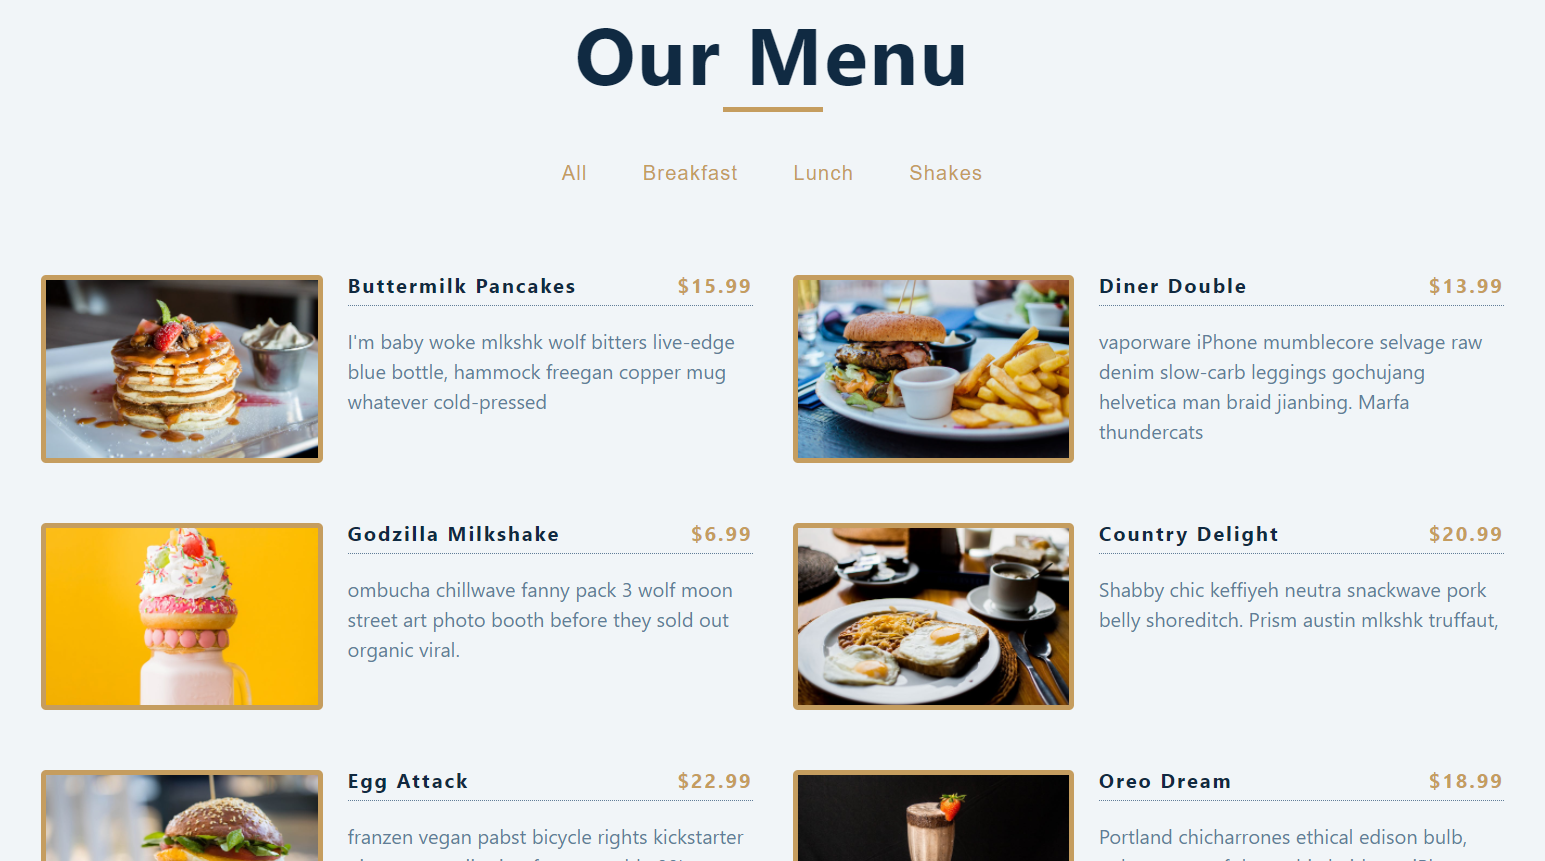 Our Menu
All Breakfast Lunch Shakes
Buttermilk Pancakes $15.99
I'm baby woke mlkshk wolf bitters live-edge
blue bottle, hammock freegan copper mug
whatever cold-pressed
Diner Double $13.99
vaporware iPhone mumblecore selvage raw
denim slow-carb leggings gochujang
helvetica man braid jianbing. Marfa
thundercats
Godzilla Milkshake $6.99
ombucha chillwave fanny pack 3 wolf moon
street art photo booth before they sold out
organic viral.
Country Delight $20.99
Shabby chic keffiyeh neutra snackwave pork
belly shoreditch. Prism austin mlkshk truffaut,
Egg Attack $22.99
franzen vegan pabst bicycle rights kickstarter
Oreo Dream $18.99
Portland chicharrones ethical edison bulb,